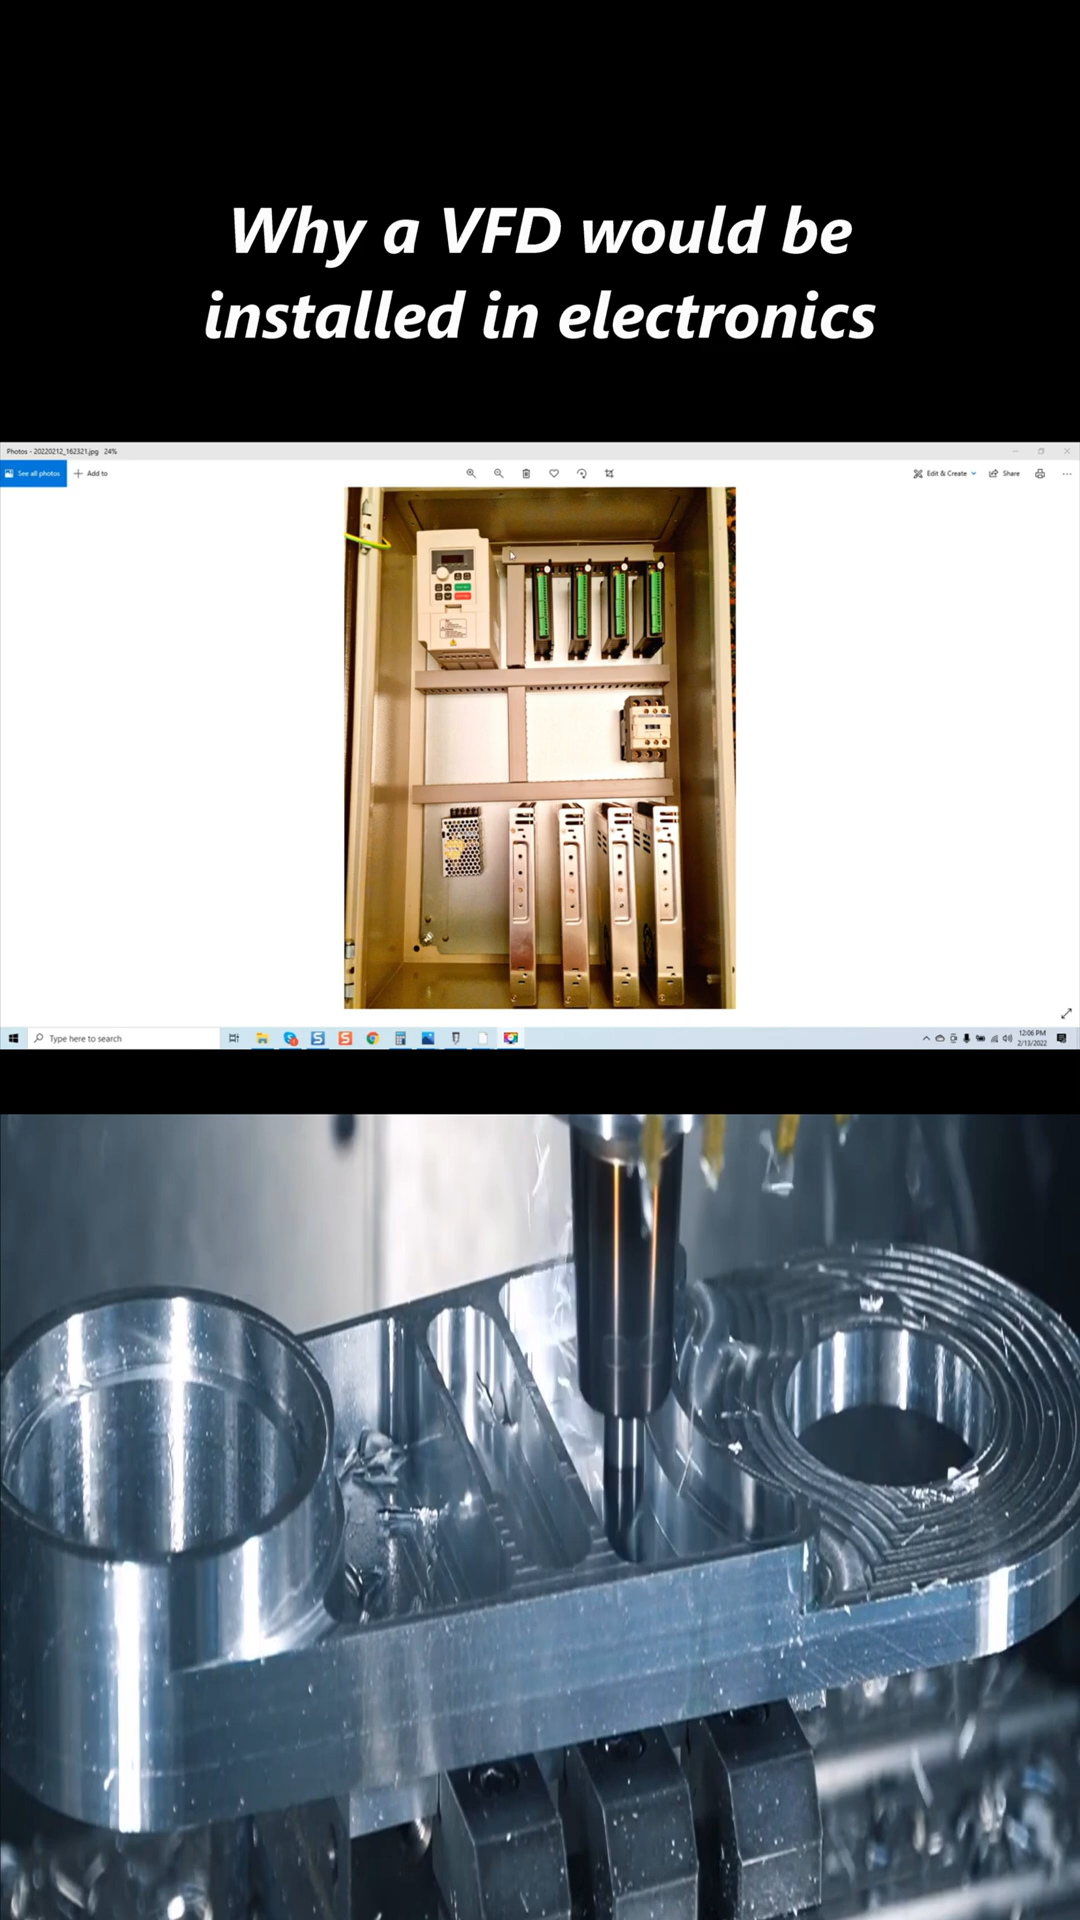 Why a VFD would be
installed in electronics
Photos - 20220212_162321.jpg 24%
See all photos
Add to
Edit & Create
Share
Type here to search
12:06 PM
2/13/2022